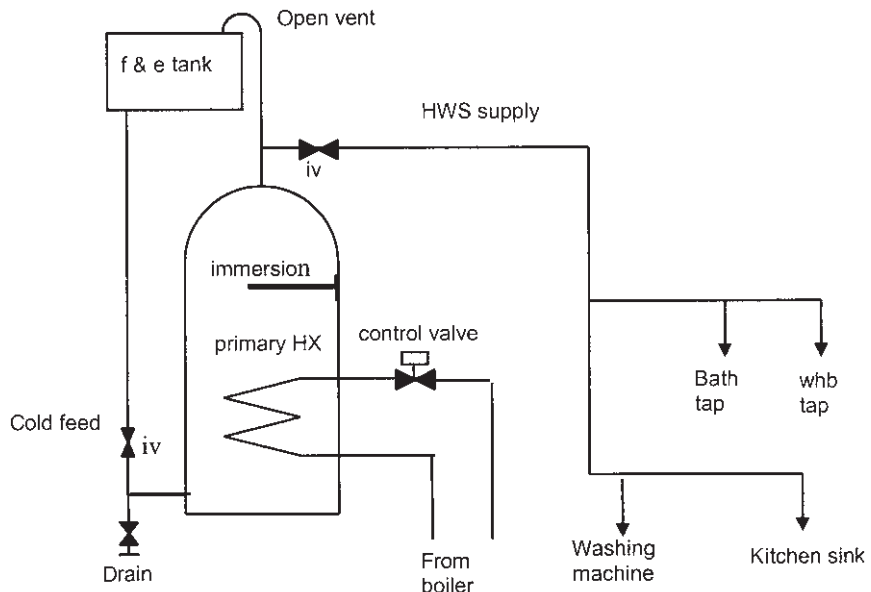 Open vent
f & e tank
HWS supply
iv
immersion
control valve
primary HX
Bath
tap
whb
tap
Cold feed
iv
From
boiler
Washing
machine
Kitchen sink
Drain